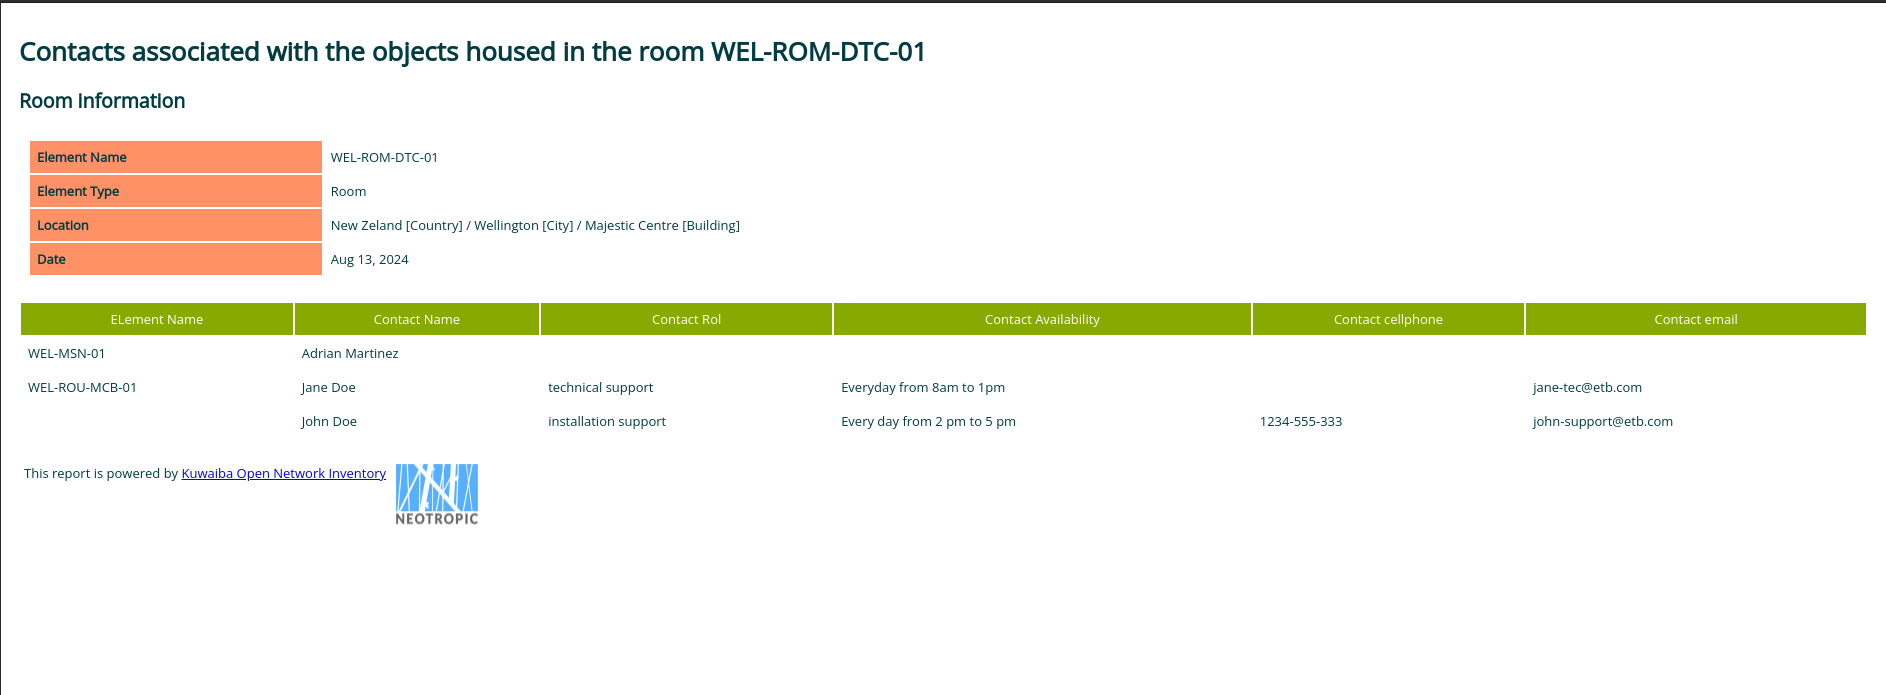 Contacts associated with the objects housed in the room WEL-ROM-DTC-01
Room Information
Element Name WEL-ROM-DTC-01
Element Type Room
Location New Zeland [Country] / Wellington [City] / Majestic Centre [Building]
Date Aug 13, 2024
ELement Name Contact Name Contact Rol Contact Availability Contact cellphone Contact email
WEL-MSN-01 Adrian Martinez
WEL-ROU-MCB-01 Jane Doe technical support Everyday from 8am to 1pm jane-tec@etb.com
John Doe installation support Every day from 2 pm to 5 pm 1234-555-333 john-support@etb.com
This report is powered by Kuwaiba Open Network Inventory
NEOTROPIC